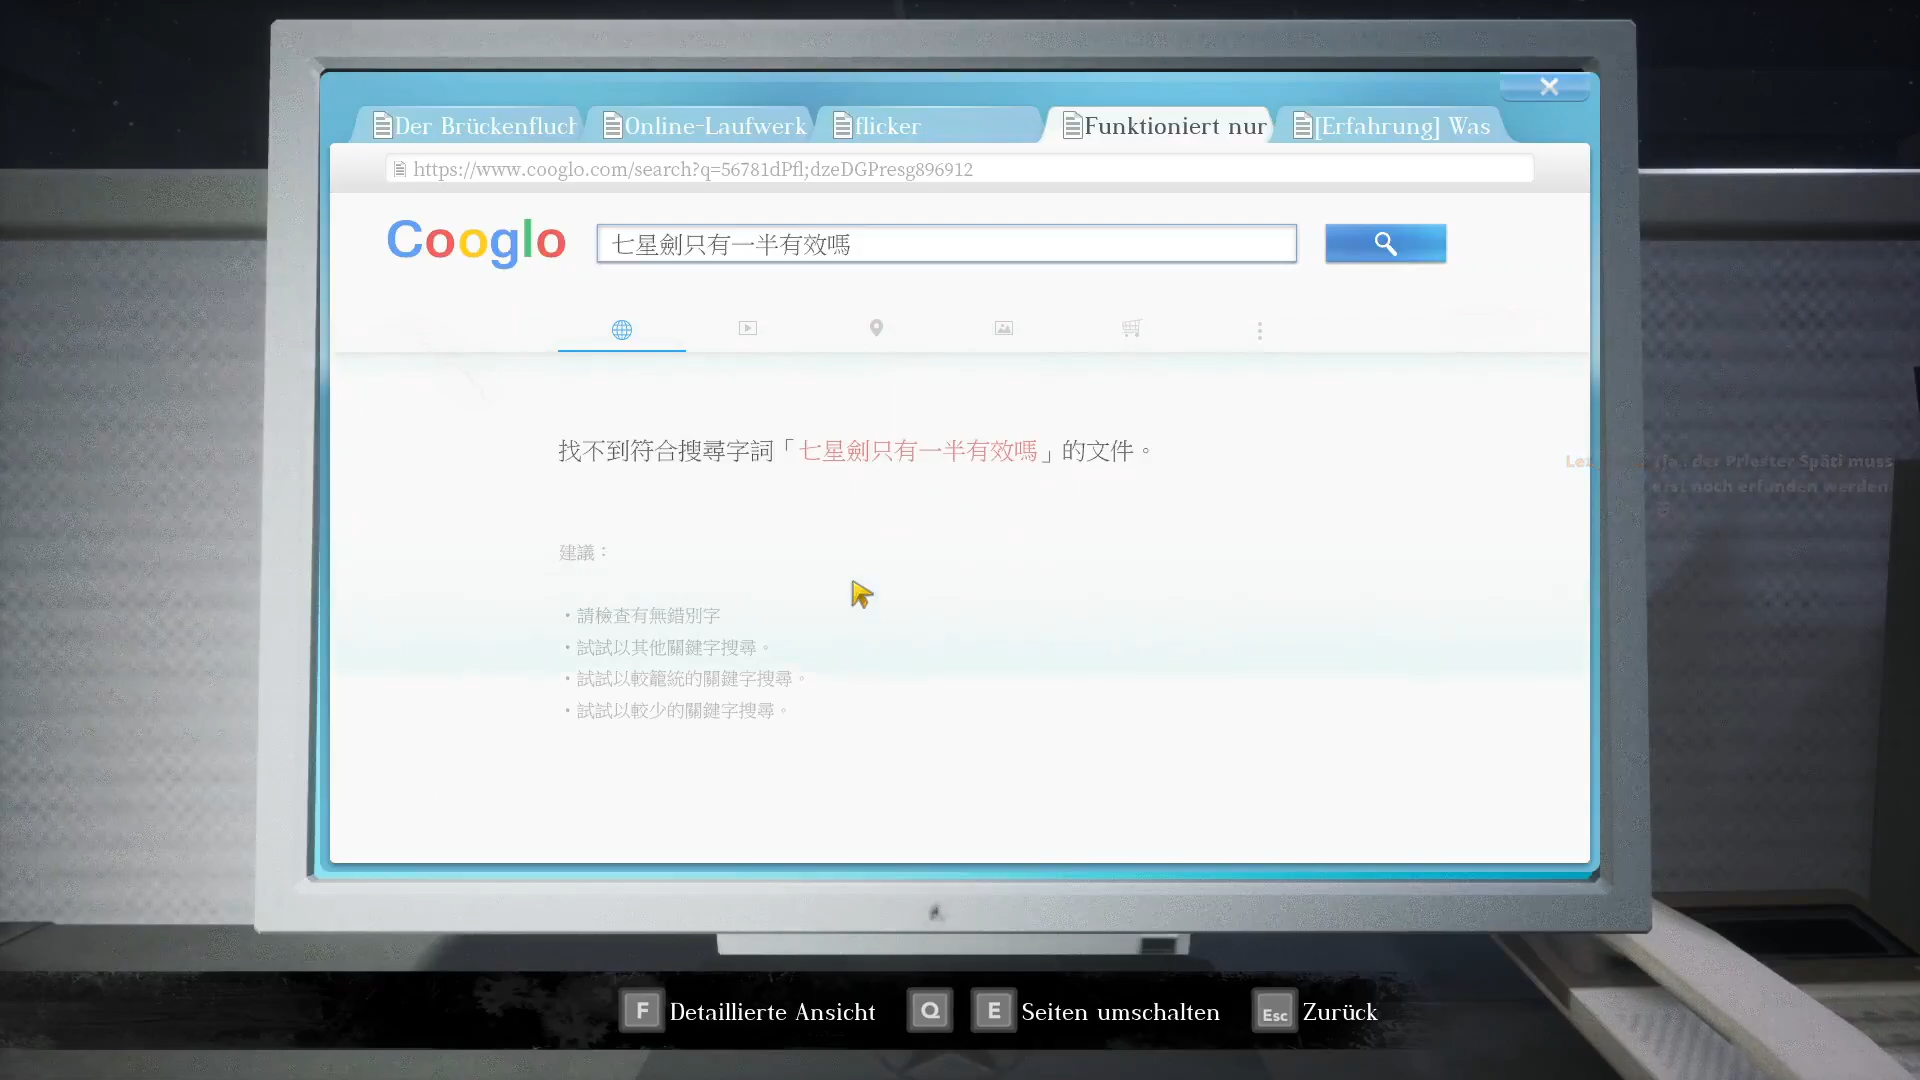 Der Brückenfluch
Online-Laufwerk
flicker
Funktioniert nur
[Erfahrung] Was
https://www.cooglo.com/search?q=56781dPfl;dzeDGPresg896912
Cooglo
七星劍只有一半有效嗎
找不到符合搜尋字詞「七星劍只有一半有效嗎」的文件。
建議：
・請檢查有無錯別字
・試試以其他關鍵字搜尋。
・試試以較籠統的關鍵字搜尋。
・試試以較少的關鍵字搜尋。
der Priester Späti muss
erst noch erfunden werden
F Detaillierte Ansicht Q E Seiten umschalten Esc Zurück